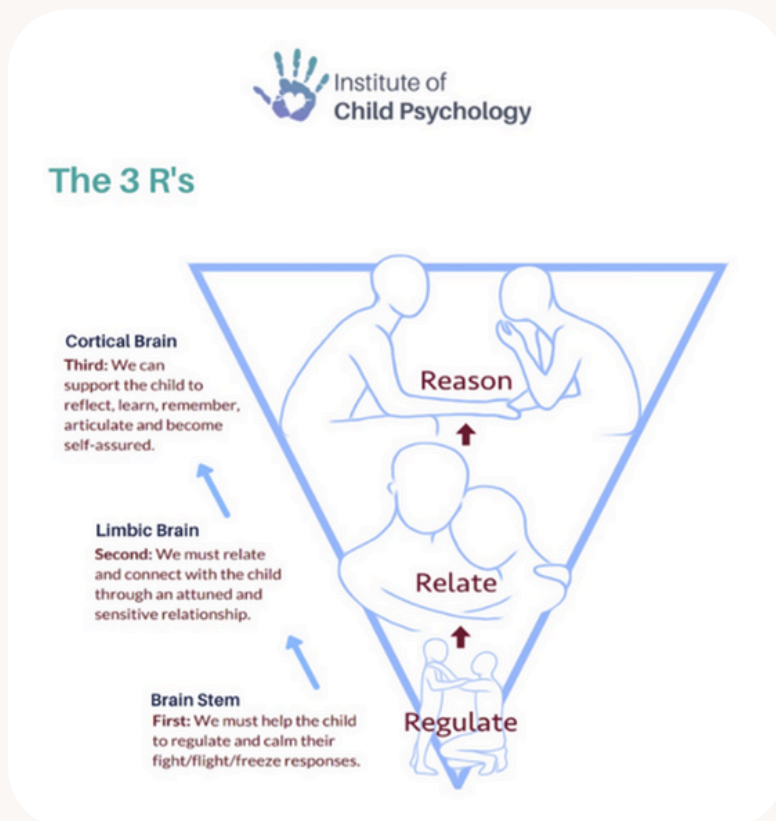 Institute of
Child Psychology
The 3 R's
Cortical Brain
Third: We can
support the child to
reflect, learn, remember,
articulate and become
self-assured.
Reason
Limbic Brain
Second: We must relate
and connect with the child
through an attuned and
sensitive relationship.
Relate
Brain Stem
First: We must help the child
to regulate and calm their
fight/flight/freeze responses.
Regulate